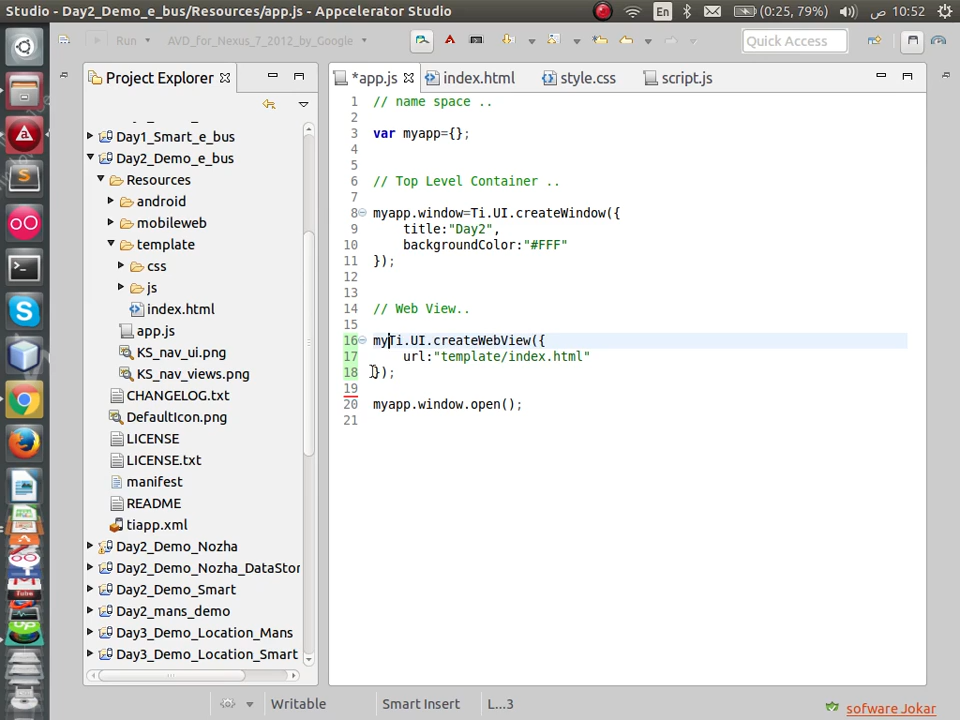 Studio - Day2_Demo_e_bus/Resources/app.js - Appcelerator Studio
En
(0:25, 79%)
10:52 ص
Run
AVD_for_Nexus_7_2012_by_Google
Quick Access
Project Explorer
Day1_Smart_e_bus
Day2_Demo_e_bus
Resources
android
mobileweb
template
css
js
index.html
app.js
KS_nav_ui.png
KS_nav_views.png
CHANGELOG.txt
DefaultIcon.png
LICENSE
LICENSE.txt
manifest
README
tiapp.xml
Day2_Demo_Nozha
Day2_Demo_Nozha_DataStor
Day2_Demo_Smart
Day2_mans_demo
Day3_Demo_Location_Mans
Day3_Demo_Location_Smart
*app.js
index.html
style.css
script.js
1 // name space ..
2
3 var myapp={};
4
5
6 // Top Level Container ..
7
8 myapp.window=Ti.UI.createWindow({
9 title:"Day2",
10 backgroundColor:"#FFF"
11 });
12
13
14 // Web View..
15
16 myTi.UI.createWebView({
17 url:"template/index.html"
18 });
19
20 myapp.window.open();
21
Writable
Smart Insert
L...3
sofware Jokar